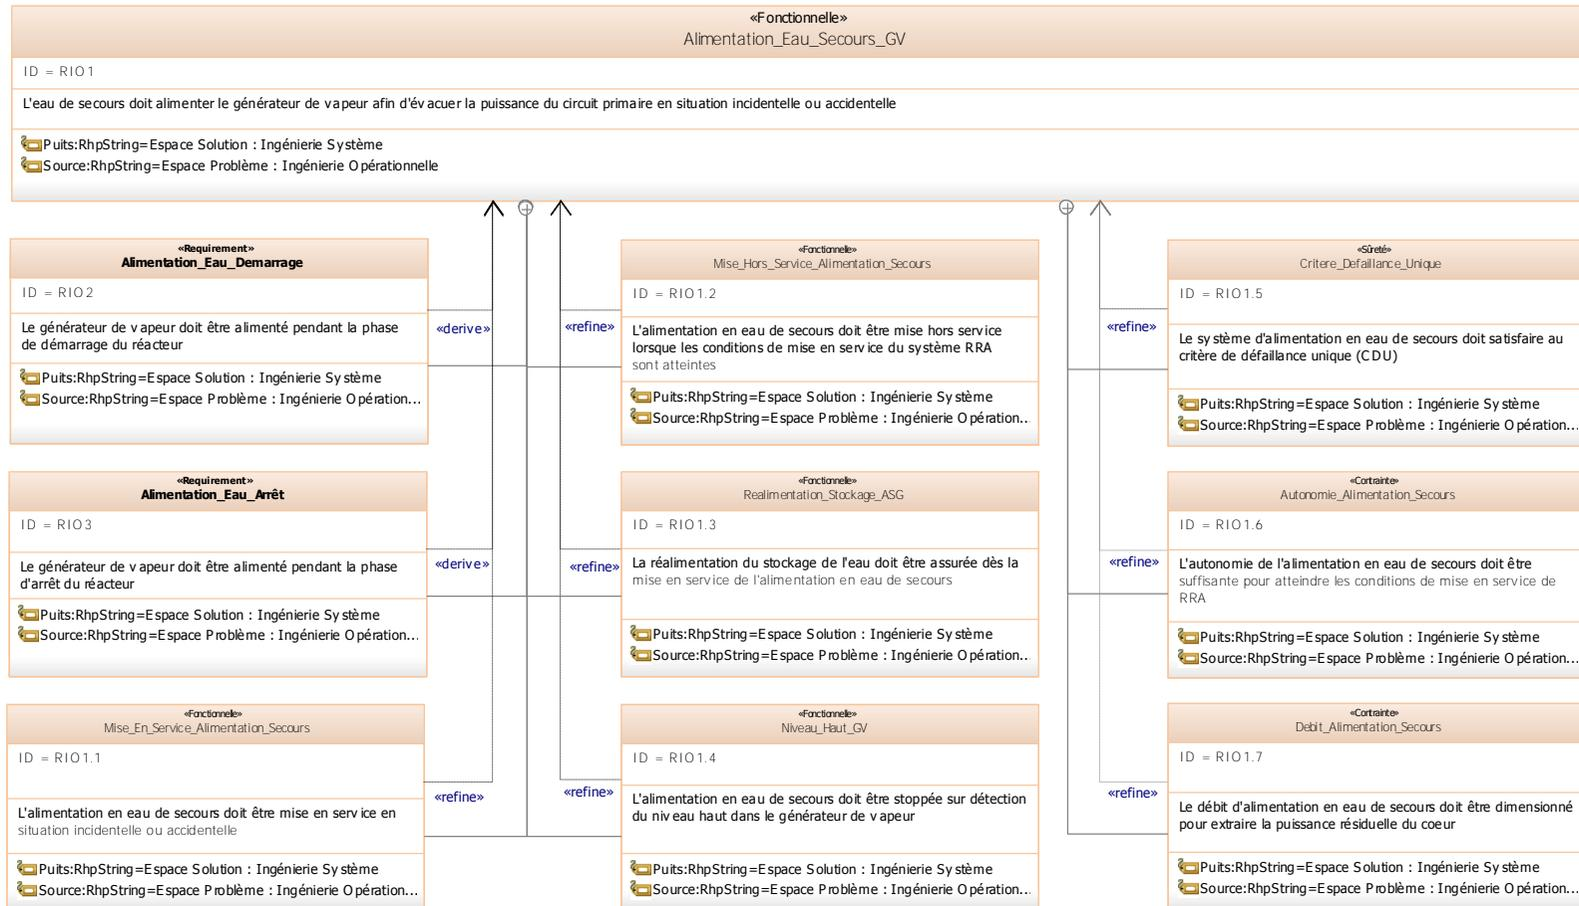 «Fonctionnelle»
Alimentation_Eau_Secours_GV
ID = RIO1
L'eau de secours doit alimenter le générateur de vapeur afin d'évacuer la puissance du circuit primaire en situation incidentelle ou accidentelle
Puits:RhpString=Espace Solution : Ingénierie Système
Source:RhpString=Espace Problème : Ingénierie Opérationnelle
«Requirement»
Alimentation_Eau_Demarrage
ID = RIO2
Le générateur de vapeur doit être alimenté pendant la phase
de démarrage du réacteur
Puits:RhpString=Espace Solution : Ingénierie Système
Source:RhpString=Espace Problème : Ingénierie Opération...
«derive»
«refine»
«Fonctionnelle»
Mise_Hors_Service_Alimentation_Secours
ID = RIO1.2
L'alimentation en eau de secours doit être mise hors service
lorsque les conditions de mise en service du système RRA
sont atteintes
Puits:RhpString=Espace Solution : Ingénierie Système
Source:RhpString=Espace Problème : Ingénierie Opération...
«refine»
«Sûreté»
Critere_Defaillance_Unique
ID = RIO1.5
Le système d'alimentation en eau de secours doit satisfaire au
critère de défaillance unique (CDU)
Puits:RhpString=Espace Solution : Ingénierie Système
Source:RhpString=Espace Problème : Ingénierie Opération...
«Requirement»
Alimentation_Eau_Arrêt
ID = RIO3
Le générateur de vapeur doit être alimenté pendant la phase
d'arrêt du réacteur
Puits:RhpString=Espace Solution : Ingénierie Système
Source:RhpString=Espace Problème : Ingénierie Opération...
«derive»
«refine»
«Fonctionnelle»
Realimentation_Stockage_ASG
ID = RIO1.3
La réalimentation du stockage de l'eau doit être assurée dès la
mise en service de l'alimentation en eau de secours
Puits:RhpString=Espace Solution : Ingénierie Système
Source:RhpString=Espace Problème : Ingénierie Opération...
«refine»
«Contrainte»
Autonomie_Alimentation_Secours
ID = RIO1.6
L'autonomie de l'alimentation en eau de secours doit être
suffisante pour atteindre les conditions de mise en service de
RRA
Puits:RhpString=Espace Solution : Ingénierie Système
Source:RhpString=Espace Problème : Ingénierie Opération...
«Fonctionnelle»
Mise_En_Service_Alimentation_Secours
ID = RIO1.1
L'alimentation en eau de secours doit être mise en service en
situation incidentelle ou accidentelle
Puits:RhpString=Espace Solution : Ingénierie Système
Source:RhpString=Espace Problème : Ingénierie Opération...
«refine»
«refine»
«Fonctionnelle»
Niveau_Haut_GV
ID = RIO1.4
L'alimentation en eau de secours doit être stoppée sur détection
du niveau haut dans le générateur de vapeur
Puits:RhpString=Espace Solution : Ingénierie Système
Source:RhpString=Espace Problème : Ingénierie Opération...
«refine»
«Contrainte»
Debit_Alimentation_Secours
ID = RIO1.7
Le débit d'alimentation en eau de secours doit être dimensionné
pour extraire la puissance résiduelle du coeur
Puits:RhpString=Espace Solution : Ingénierie Système
Source:RhpString=Espace Problème : Ingénierie Opération...